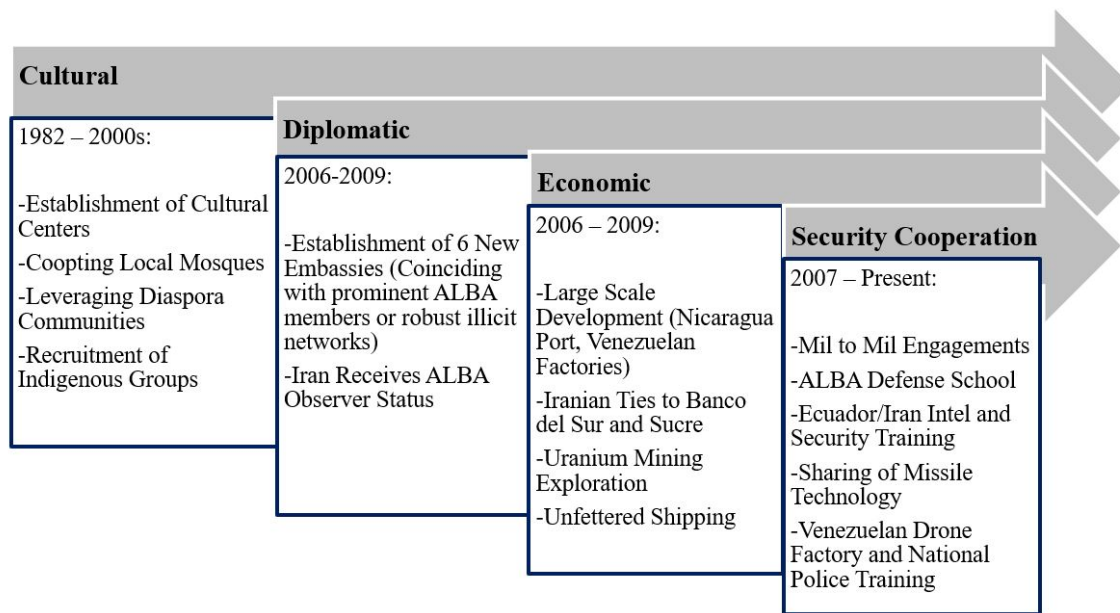 Cultural
1982 – 2000s:
-Establishment of Cultural
Centers
-Coopting Local Mosques
-Leveraging Diaspora
Communities
-Recruitment of
Indigenous Groups
Diplomatic
2006-2009:
-Establishment of 6 New
Embassies (Coinciding
with prominent ALBA
members or robust illicit
networks)
-Iran Receives ALBA
Observer Status
Economic
2006 – 2009:
-Large Scale
Development (Nicaragua
Port, Venezuelan
Factories)
-Iranian Ties to Banco
del Sur and Sucre
-Uranium Mining
Exploration
-Unfettered Shipping
Security Cooperation
2007 – Present:
-Mil to Mil Engagements
-ALBA Defense School
-Ecuador/Iran Intel and
Security Training
-Sharing of Missile
Technology
-Venezuelan Drone
Factory and National
Police Training